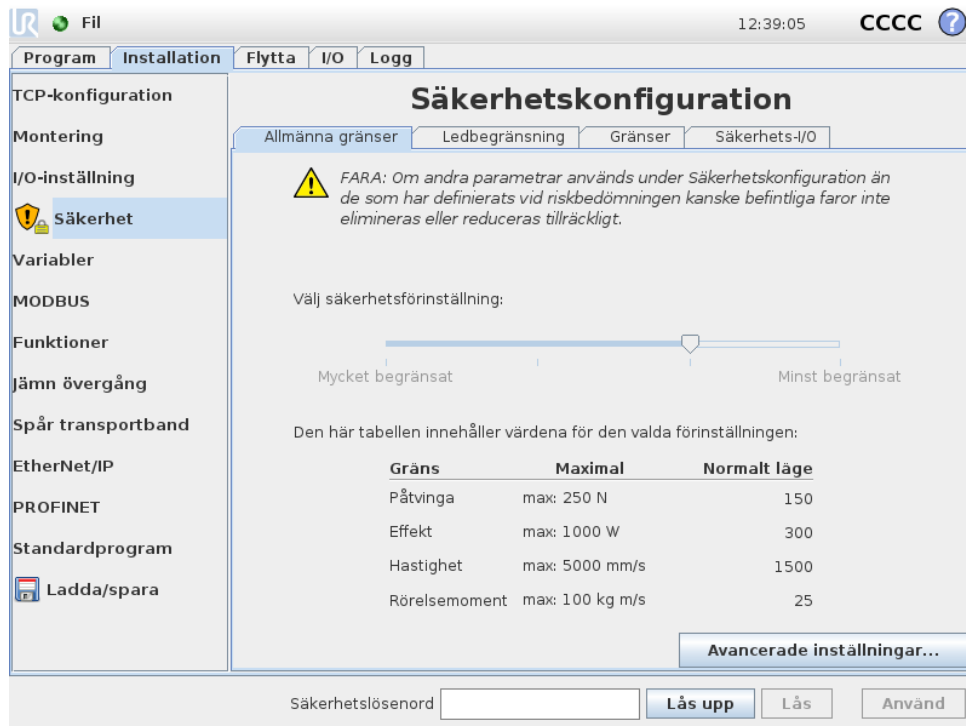 UR Fil 12:39:05 CCCC ?
Program Installation Flytta I/O Logg
TCP-konfiguration
Montering
I/O-inställning
Säkerhet
Variabler
MODBUS
Funktioner
Jämn övergång
Spår transportband
EtherNet/IP
PROFINET
Standardprogram
Ladda/spara
Säkerhetskonfiguration
Allmänna gränser Ledbegränsning Gränser Säkerhets-I/O
FARA: Om andra parametrar används under Säkerhetskonfiguration än
de som har definierats vid riskbedömningen kanske befintliga faror inte
elimineras eller reduceras tillräckligt.
Välj säkerhetsförinställning:
Mycket begränsat Minst begränsat
Den här tabellen innehåller värdena för den valda förinställningen:
Gräns Maximal Normalt läge
Påtvinga max: 250 N 150
Effekt max: 1000 W 300
Hastighet max: 5000 mm/s 1500
Rörelsemoment max: 100 kg m/s 25
Avancerade inställningar...
Säkerhetslösenord Lås upp Lås Använd